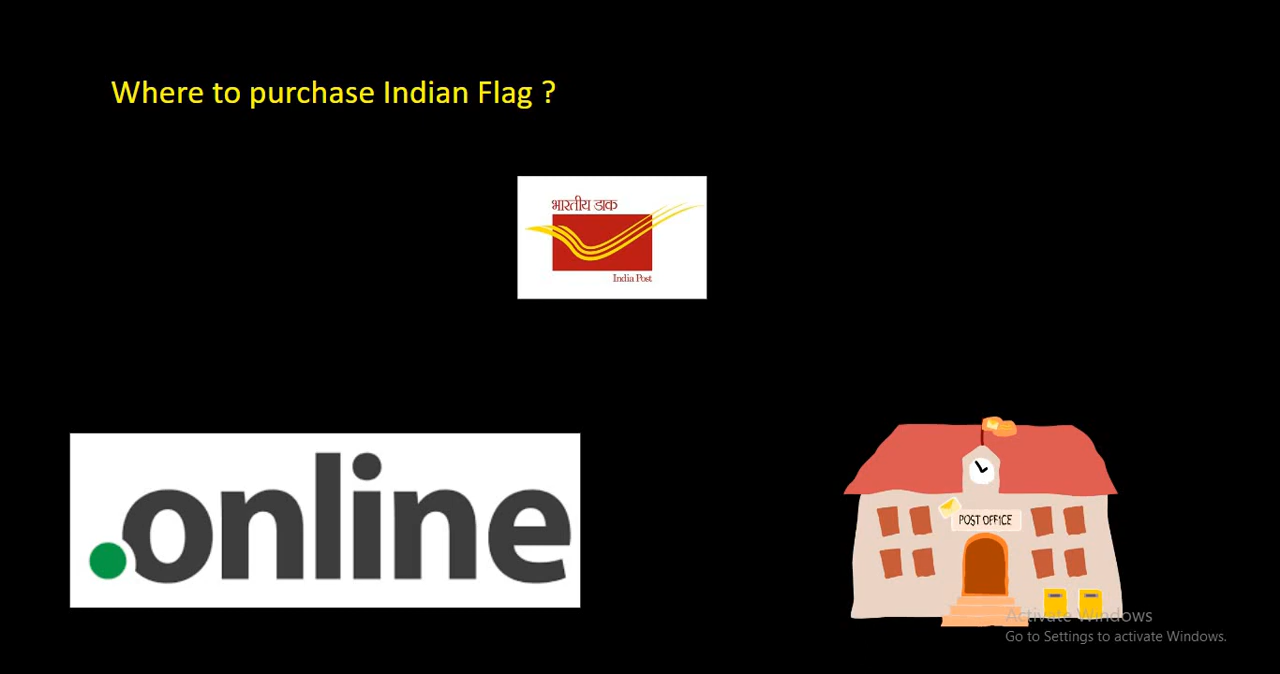 Where to purchase Indian Flag ?
भारतीय डाक
India Post
.online
POST OFFICE
Activate Windows
Go to Settings to activate Windows.